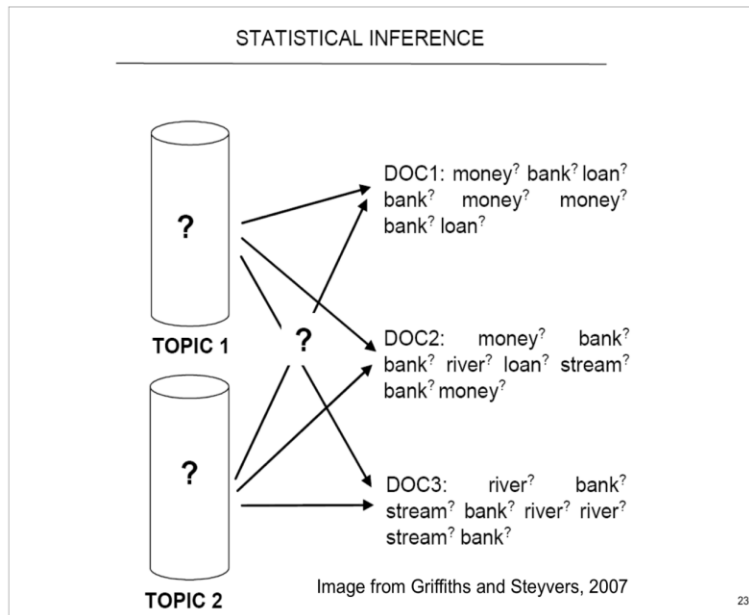 STATISTICAL INFERENCE
?
TOPIC 1
?
TOPIC 2
?
DOC1: money? bank? loan?
bank? money? money?
bank? loan?
DOC2: money? bank?
bank? river? loan? stream?
bank? money?
DOC3: river? bank?
stream? bank? river? river?
stream? bank?
Image from Griffiths and Steyvers, 2007
23